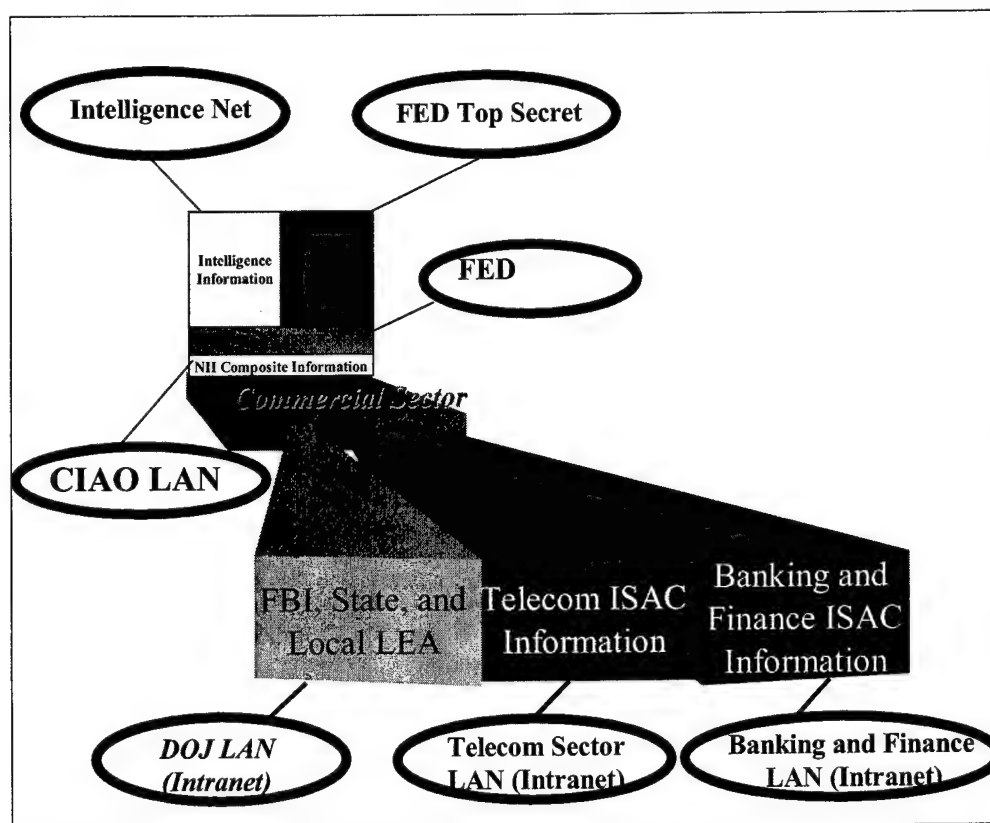 Intelligence Net
FED Top Secret
Intelligence
Information
FED
NII Composite Information
Commercial Sector
CIAO LAN
FBI, State, and
Local LEA
Telecom ISAC
Information
Banking and
Finance ISAC
Information
DOJ LAN
(Intranet)
Telecom Sector
LAN (Intranet)
Banking and Finance
LAN (Intranet)